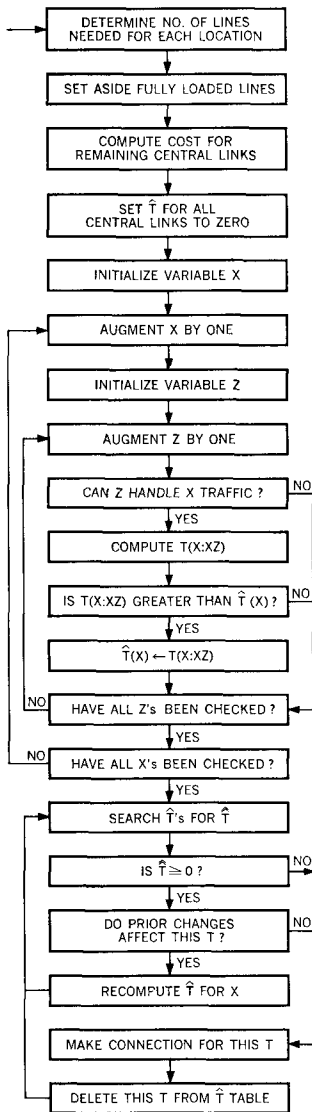 DETERMINE NO. OF LINES
NEEDED FOR EACH LOCATION
SET ASIDE FULLY LOADED LINES
COMPUTE COST FOR
REMAINING CENTRAL LINKS
SET T̂ FOR ALL
CENTRAL LINKS TO ZERO
INITIALIZE VARIABLE X
AUGMENT X BY ONE
INITIALIZE VARIABLE Z
AUGMENT Z BY ONE
CAN Z HANDLE X TRAFFIC ?
NO
YES
COMPUTE T(X:XZ)
IS T(X:XZ) GREATER THAN T̂ (X) ?
NO
YES
T̂(X) ← T(X:XZ)
HAVE ALL Z's BEEN CHECKED ?
NO
YES
HAVE ALL X's BEEN CHECKED ?
NO
YES
SEARCH T̂'s FOR T̂̂
IS T̂̂ ≥ 0 ?
NO
YES
DO PRIOR CHANGES
AFFECT THIS T ?
NO
YES
RECOMPUTE T̂ FOR X
MAKE CONNECTION FOR THIS T
DELETE THIS T FROM T̂ TABLE